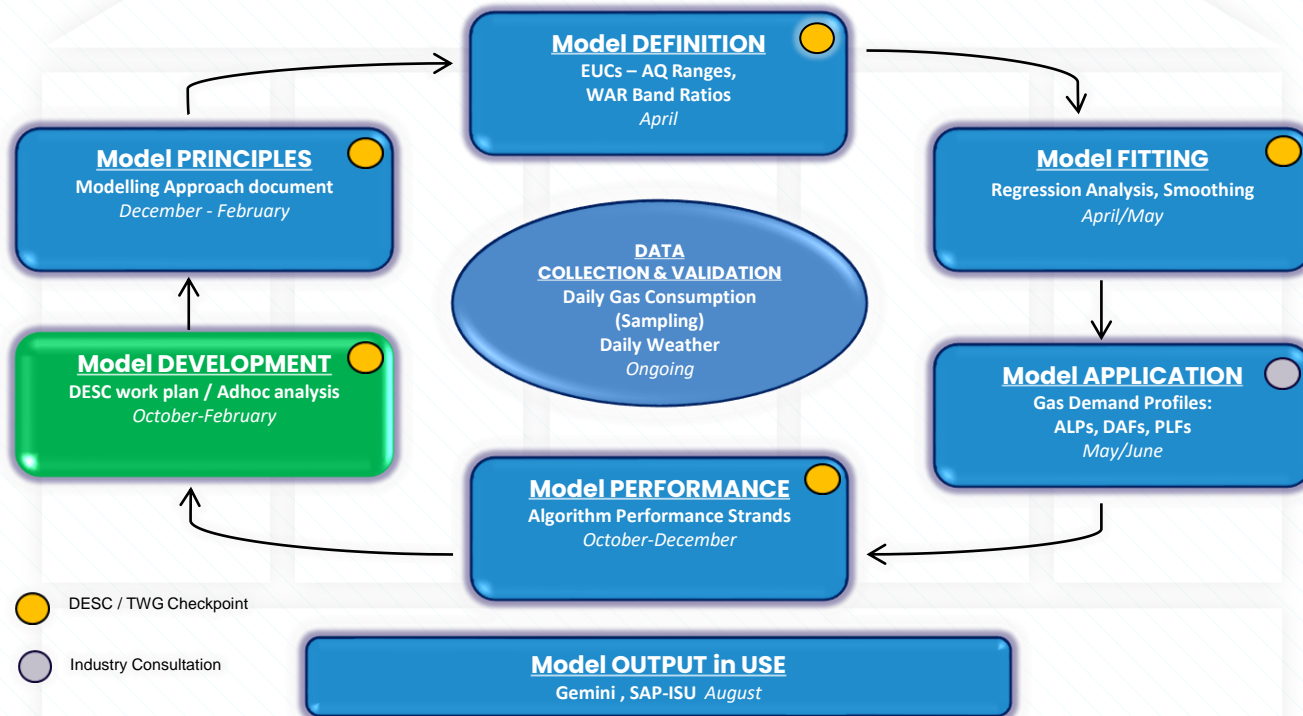 Model DEFINITION
EUCs – AQ Ranges,
WAR Band Ratios
April
Model PRINCIPLES
Modelling Approach document
December - February
Model FITTING
Regression Analysis, Smoothing
April/May
DATA
COLLECTION & VALIDATION
Daily Gas Consumption
(Sampling)
Daily Weather
Ongoing
Model DEVELOPMENT
DESC work plan / Adhoc analysis
October-February
Model APPLICATION
Gas Demand Profiles:
ALPs, DAFs, PLFs
May/June
Model PERFORMANCE
Algorithm Performance Strands
October-December
DESC / TWG Checkpoint
Industry Consultation
Model OUTPUT in USE
Gemini , SAP-ISU August